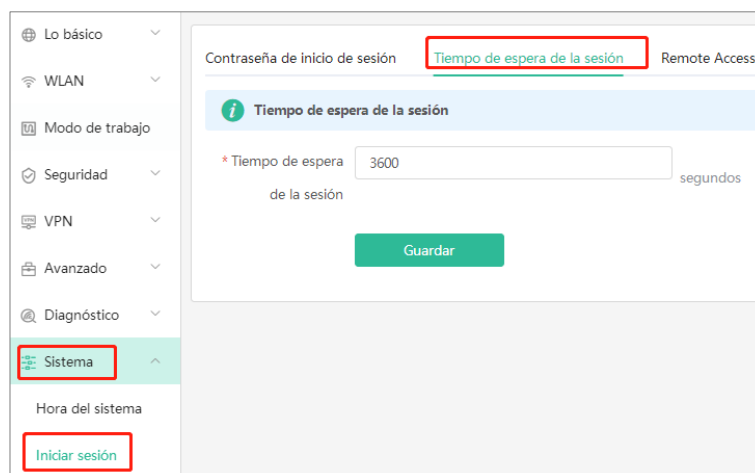 Lo básico
WLAN
Modo de trabajo
Seguridad
VPN
Avanzado
Diagnóstico
Sistema
Hora del sistema
Iniciar sesión
Contraseña de inicio de sesión Tiempo de espera de la sesión Remote Access
Tiempo de espera de la sesión
* Tiempo de espera
de la sesión
3600
segundos
Guardar